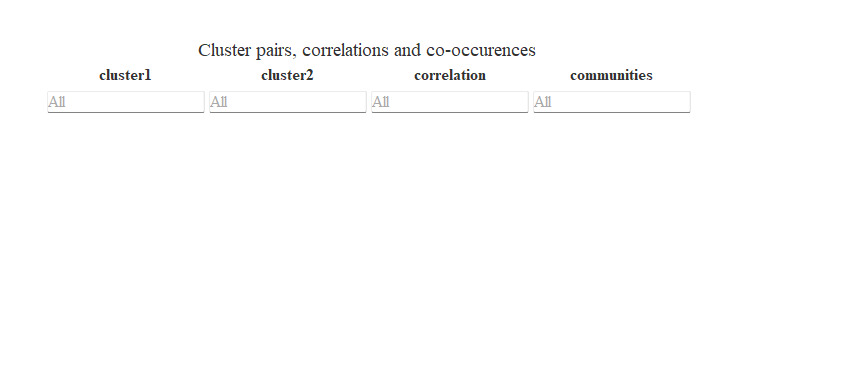 Cluster pairs, correlations and co-occurences
cluster1 cluster2 correlation communities
All All All All